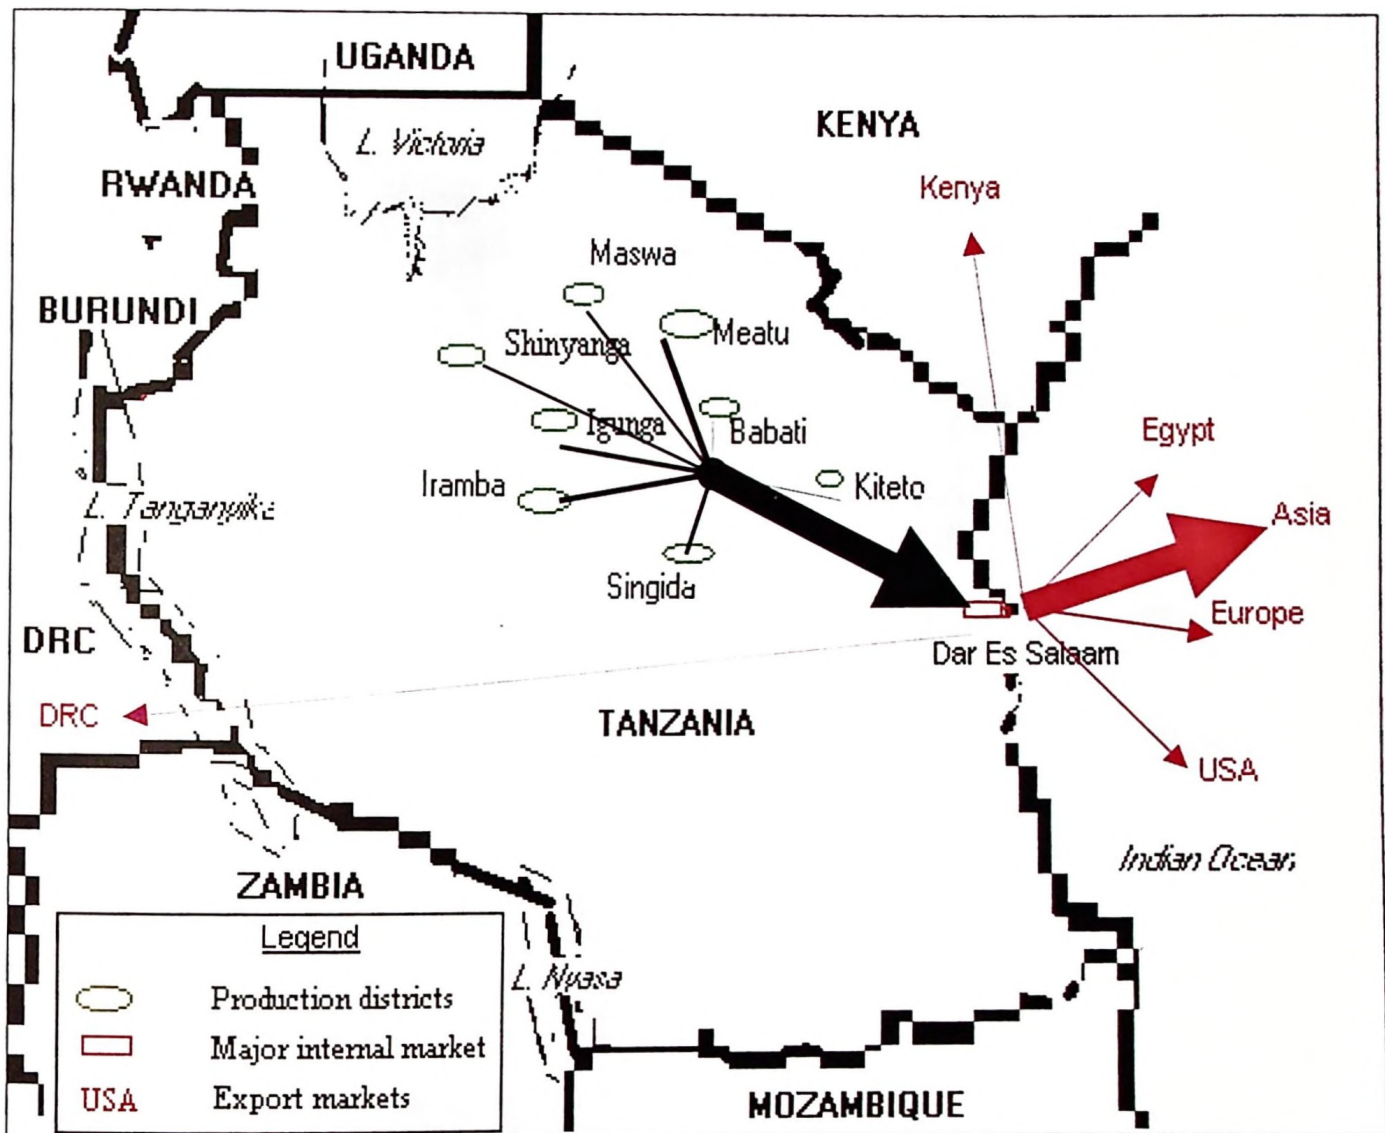 UGANDA
KENYA
L. Victoria
RWANDA
Kenya
Maswa
BURUNDI
Shinyanga
Meatu
Igunga
Babati
Egypt
Iramba
Kiteto
L. Tanganyika
Asia
Singida
Europe
DRC
Dar Es Salaam
DRC
TANZANIA
USA
Indian Ocean
ZAMBIA
Legend
L. Nyasa
Production districts
Major internal market
USA Export markets
MOZAMBIQUE